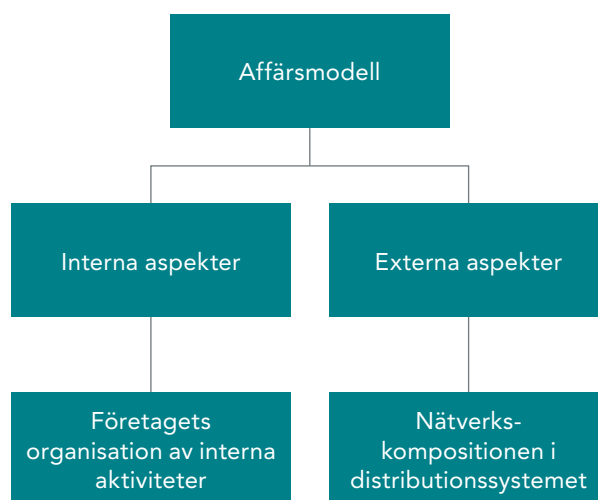 Affärsmodell
Interna aspekter
Externa aspekter
Företagets
organisation av interna
aktiviteter
Nätverks-
kompositionen i
distributionssystemet